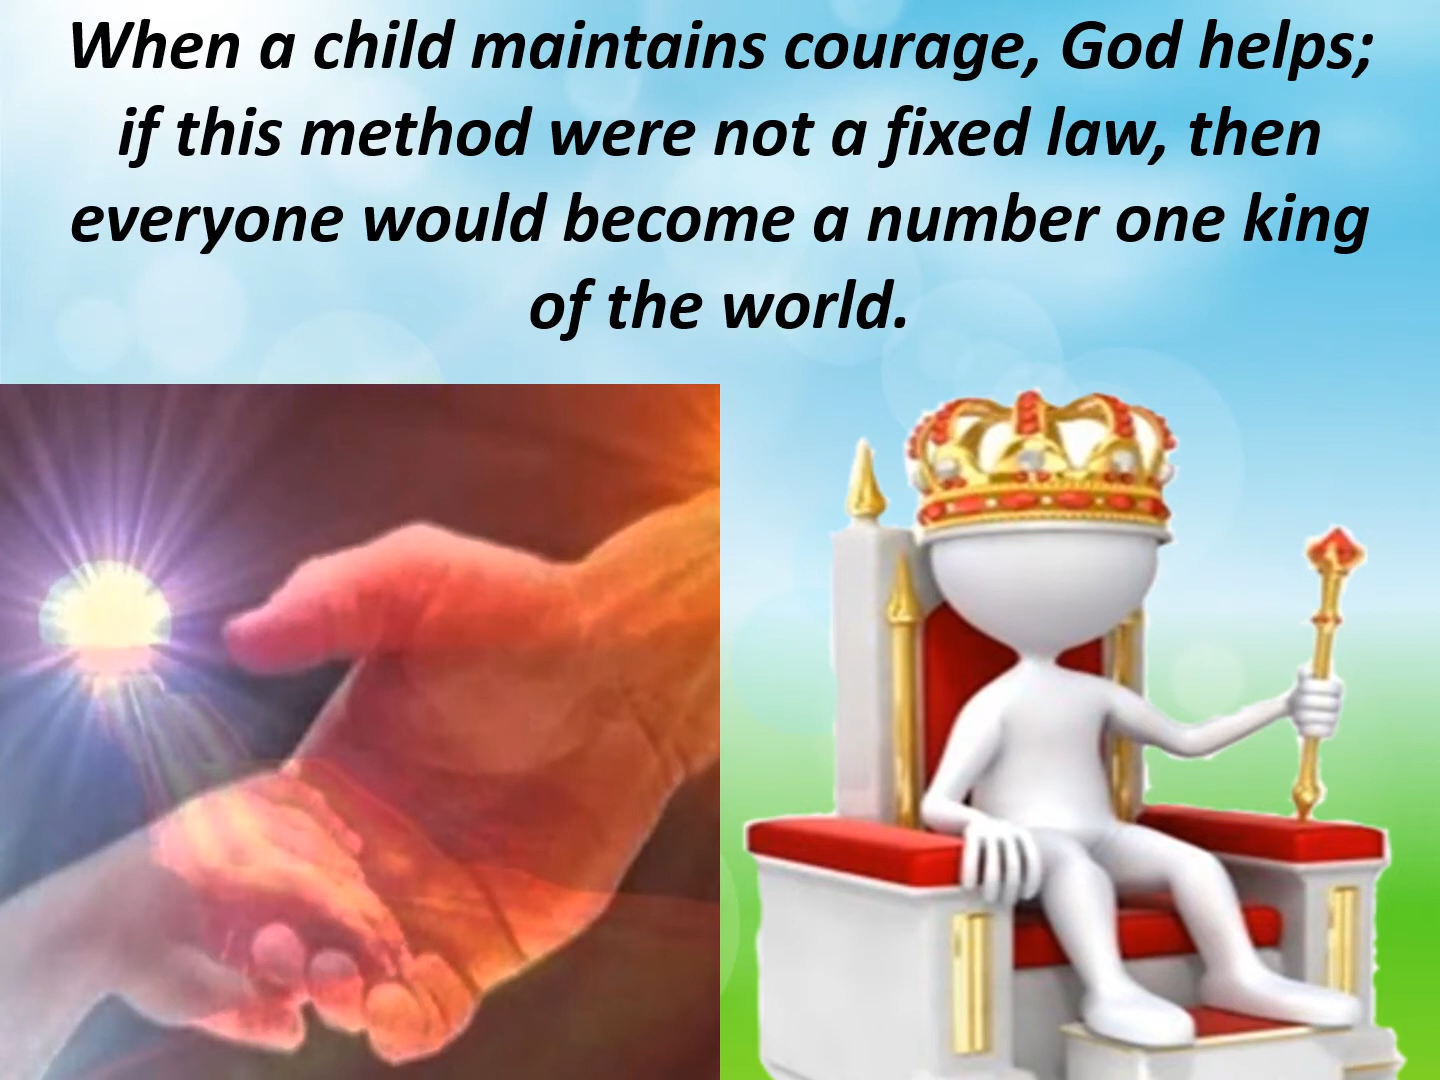 When a child maintains courage, God helps;
if this method were not a fixed law, then
everyone would become a number one king
of the world.